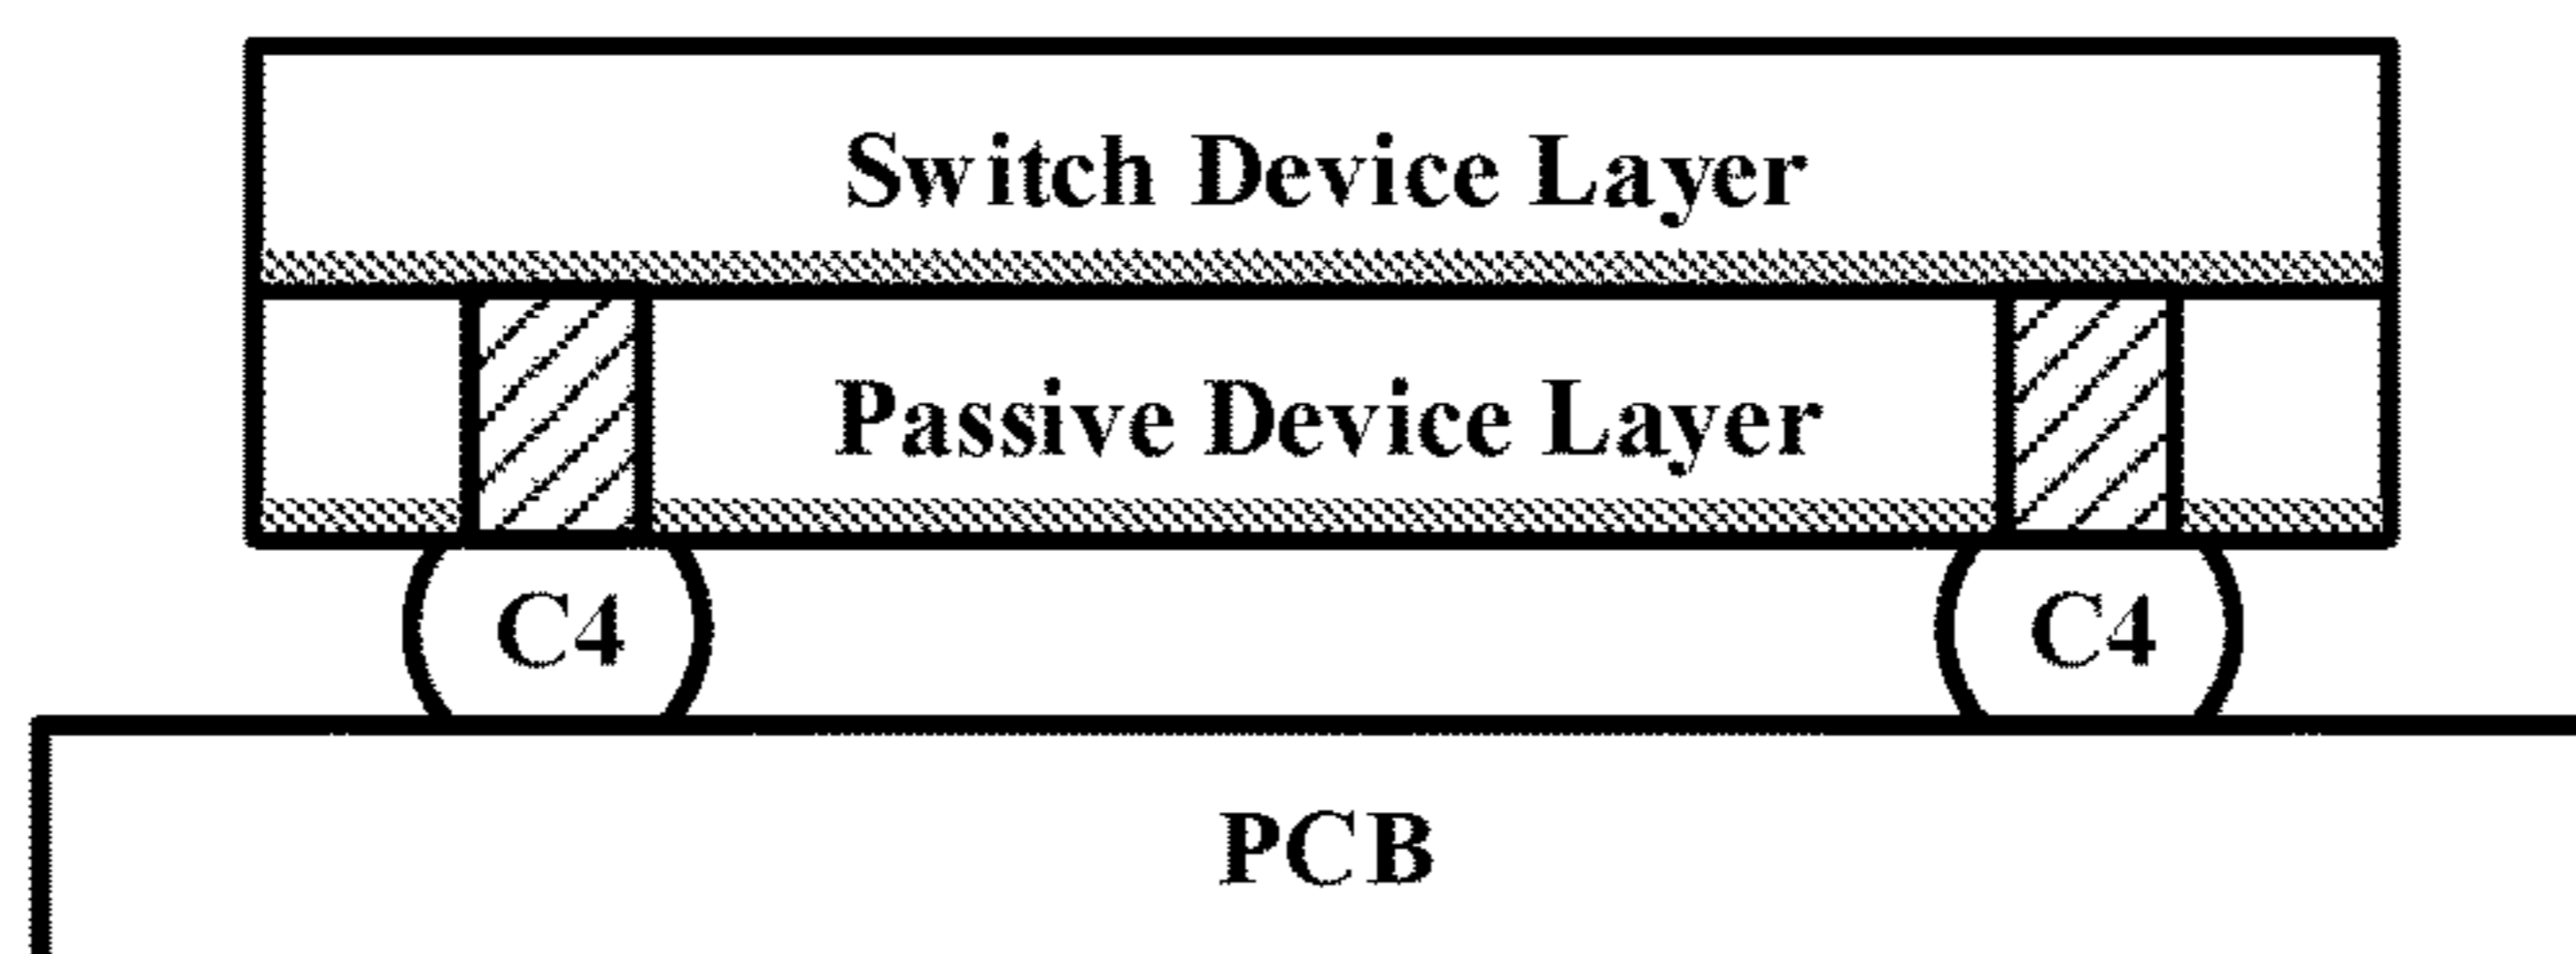 Switch Device Layer
Passive Device Layer
C4 C4
PCB